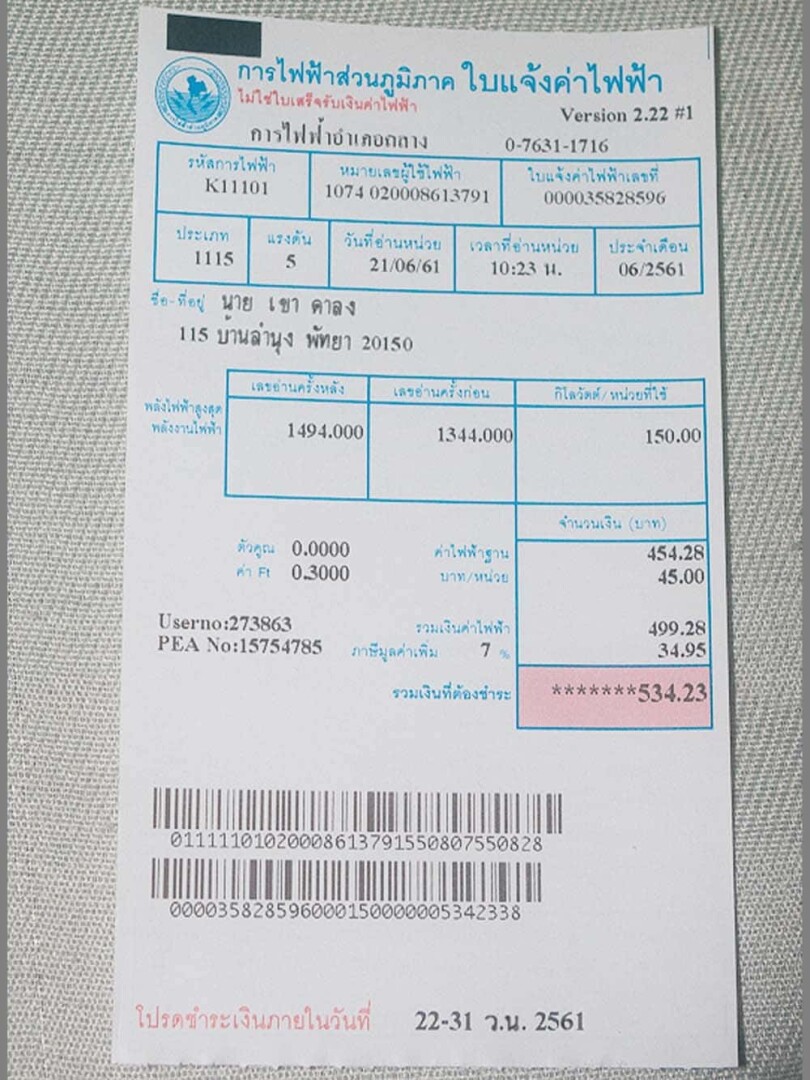 การไฟฟ้าส่วนภูมิภาค ใบแจ้งค่าไฟฟ้า
ไม่ใช่ใบเสร็จรับเงินค่าไฟฟ้า
Version 2.22 #1
การไฟฟ้าอำเภอถลาง 0-7631-1716
รหัสการไฟฟ้า หมายเลขผู้ใช้ไฟฟ้า ใบแจ้งค่าไฟฟ้าเลขที่
K11101 1074 020008613791 000035828596
ประเภท แรงดัน วันที่อ่านหน่วย เวลาที่อ่านหน่วย ประจำเดือน
1115 5 21/06/61 10:23 น. 06/2561
ชื่อ-ที่อยู่ นาย เขา คาลง
115 บ้านล่านุง พัทยา 20150
เลขอ่านครั้งหลัง เลขอ่านครั้งก่อน กิโลวัตต์/หน่วยที่ใช้
พลังไฟฟ้าสูงสุด
พลังงานไฟฟ้า 1494.000 1344.000 150.00
จำนวนเงิน (บาท)
ตัวคูณ 0.0000 ค่าไฟฟ้าฐาน 454.28
ค่า Ft 0.3000 บาท/หน่วย 45.00
Userno:273863 รวมเงินค่าไฟฟ้า 499.28
PEA No:15754785 ภาษีมูลค่าเพิ่ม 7 % 34.95
รวมเงินที่ต้องชำระ *******534.23
01111101020008613791550807550828
000035828596000150000005342338
โปรดชำระเงินภายในวันที่ 22-31 ว.น. 2561